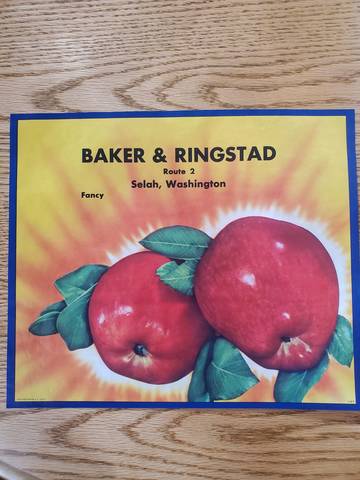 BAKER & RINGSTAD
Route 2
Selah, Washington
Fancy